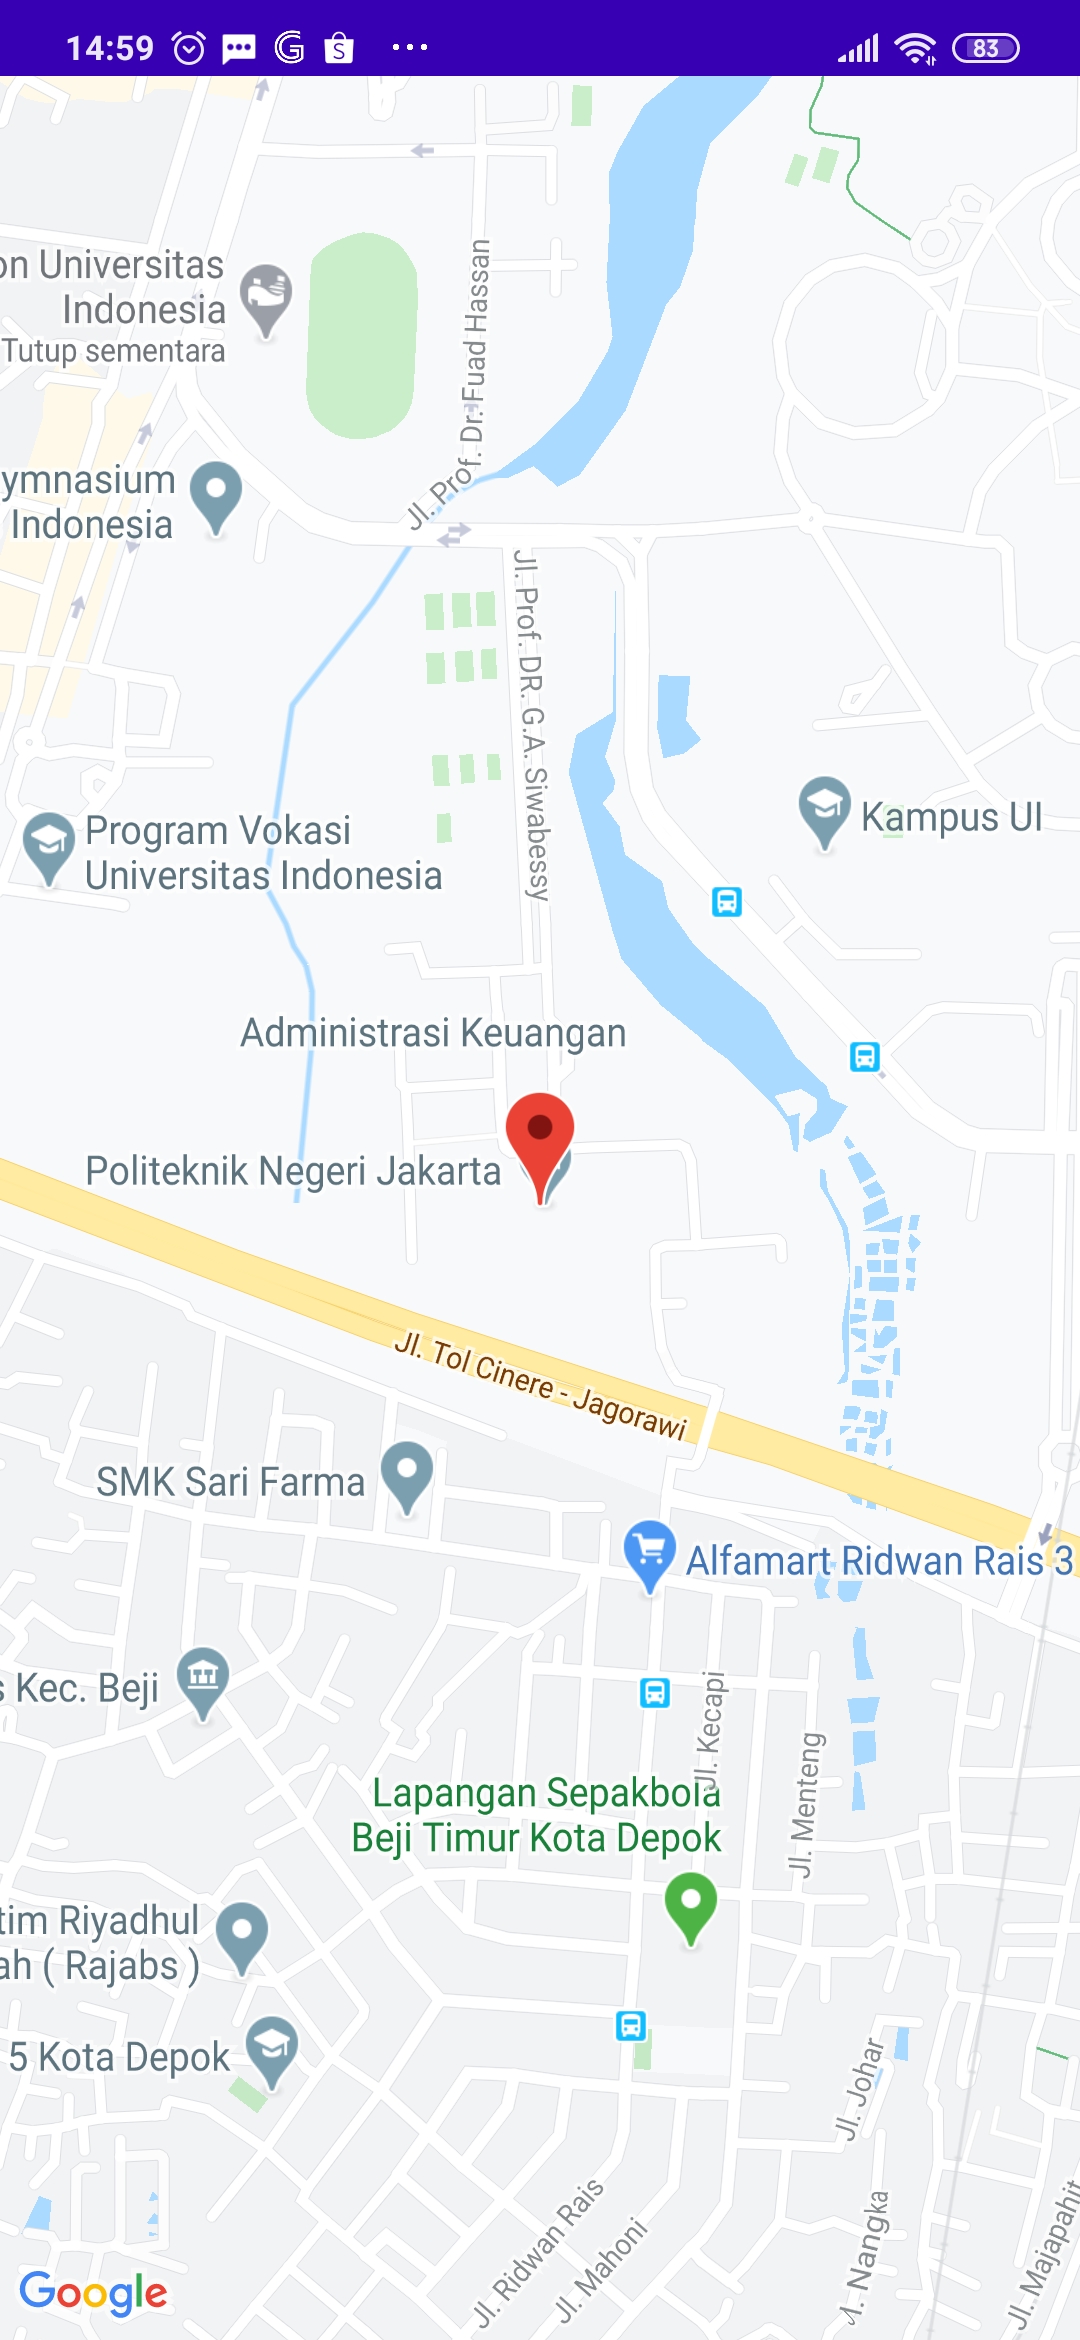 14:59
83
on Universitas
Indonesia
Tutup sementara
Jl. Prof. Dr. Fuad Hassan
ymnasium
Indonesia
Jl. Prof. DR. G.A. Siwabessy
Program Vokasi
Universitas Indonesia
Kampus UI
Administrasi Keuangan
Politeknik Negeri Jakarta
Jl. Tol Cinere - Jagorawi
SMK Sari Farma
Alfamart Ridwan Rais 3
s Kec. Beji
Jl. Kecapi
Jl. Menteng
Lapangan Sepakbola
Beji Timur Kota Depok
tim Riyadhul
ah ( Rajabs )
5 Kota Depok
Jl. Johar
Jl. Ridwan Rais
Jl. Mahoni
Jl. Nangka
Jl. Majapahit
Google